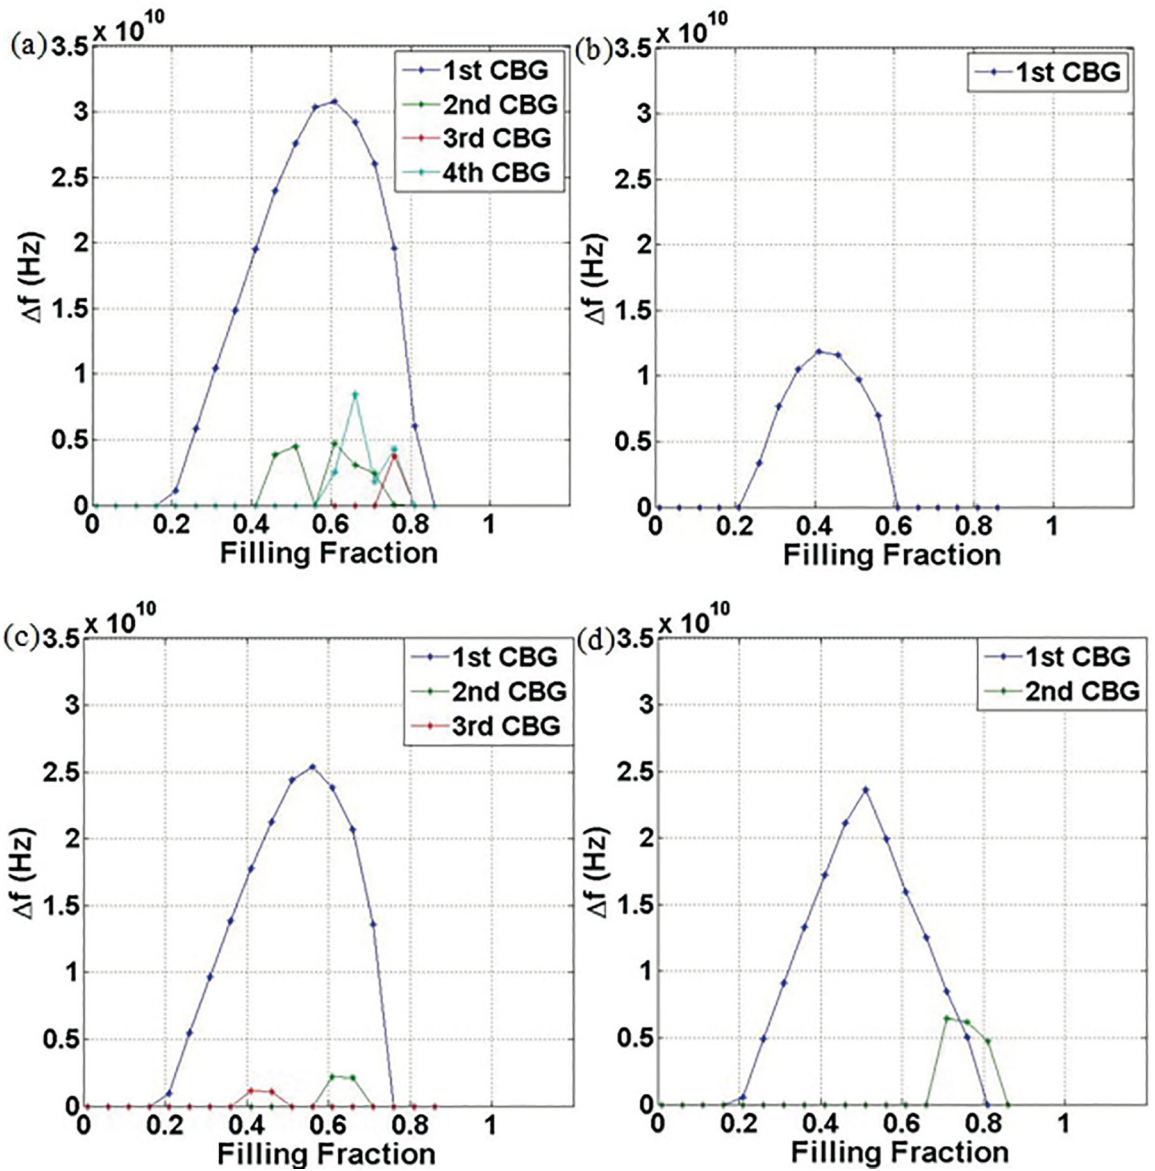 (a)
x 10^10
3.5
3
2.5
2
1.5
1
0.5
0
Δf (Hz)
0 0.2 0.4 0.6 0.8 1
Filling Fraction
1st CBG
2nd CBG
3rd CBG
4th CBG
(b)
x 10^10
3.5
3
2.5
2
1.5
1
0.5
0
Δf (Hz)
0 0.2 0.4 0.6 0.8 1
Filling Fraction
1st CBG
(c)
x 10^10
3.5
3
2.5
2
1.5
1
0.5
0
Δf (Hz)
0 0.2 0.4 0.6 0.8 1
Filling Fraction
1st CBG
2nd CBG
3rd CBG
(d)
x 10^10
3.5
3
2.5
2
1.5
1
0.5
0
Δf (Hz)
0 0.2 0.4 0.6 0.8 1
Filling Fraction
1st CBG
2nd CBG